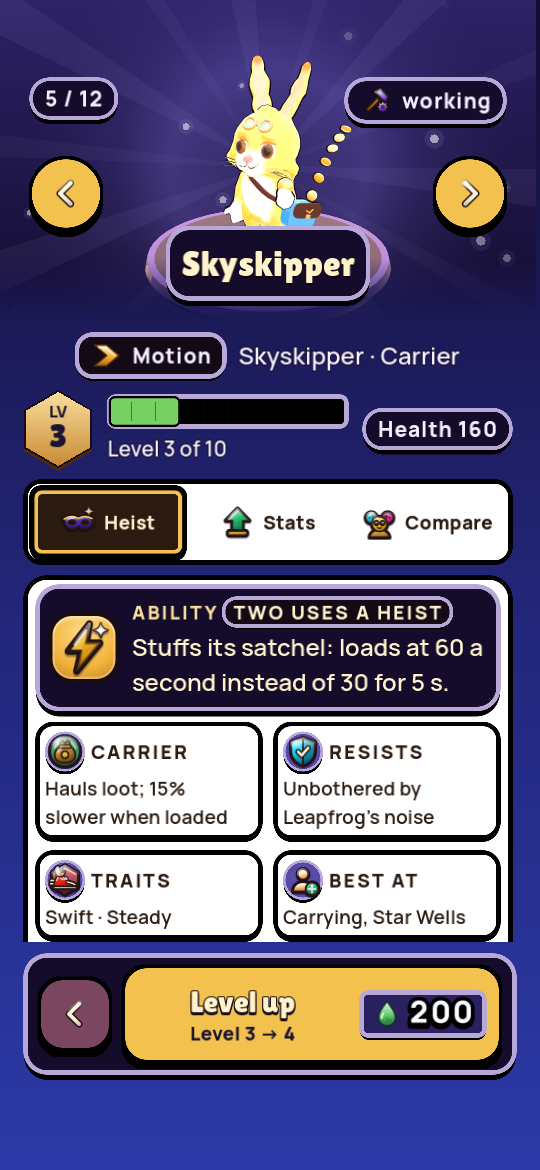 5 / 12
working
Skyskipper
Motion
Skyskipper · Carrier
LV
3
Level 3 of 10
Health 160
Heist
Stats
Compare
ABILITY TWO USES A HEIST
Stuffs its satchel: loads at 60 a
second instead of 30 for 5 s.
CARRIER
Hauls loot; 15%
slower when loaded
RESISTS
Unbothered by
Leapfrog's noise
TRAITS
Swift · Steady
BEST AT
Carrying, Star Wells
Level up
Level 3 → 4
200